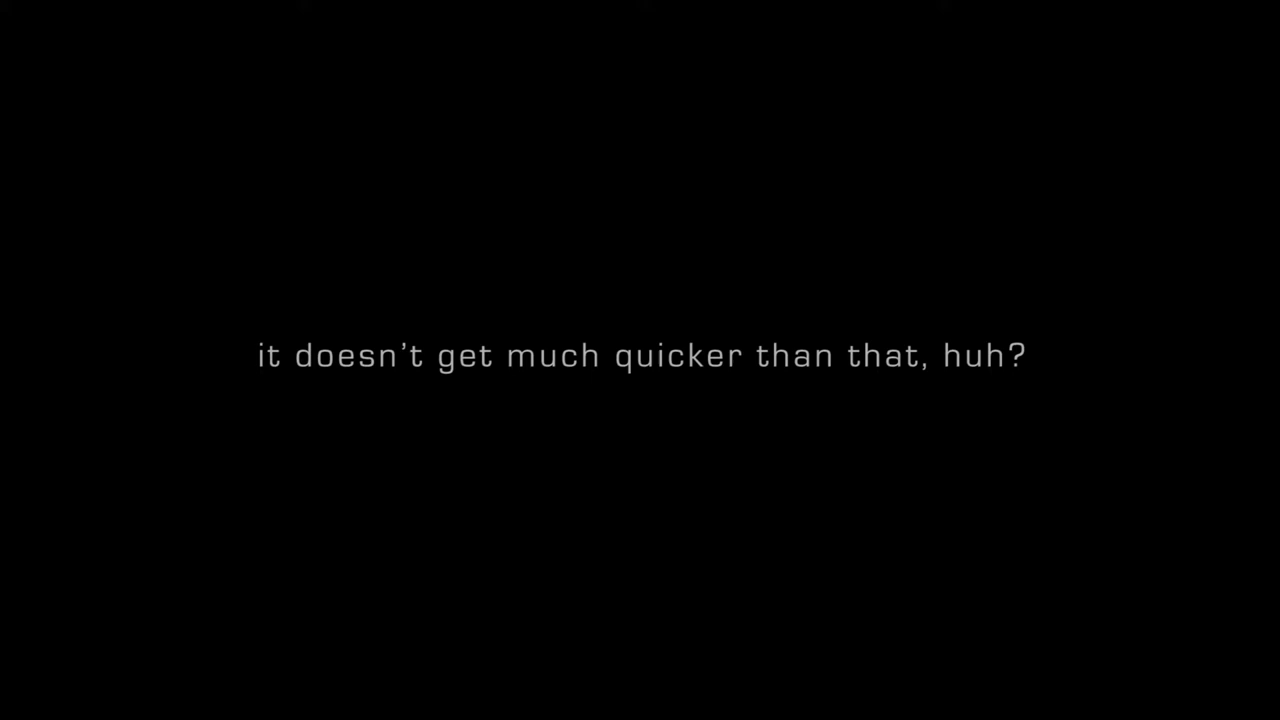 it doesn’t get much quicker than that, huh?